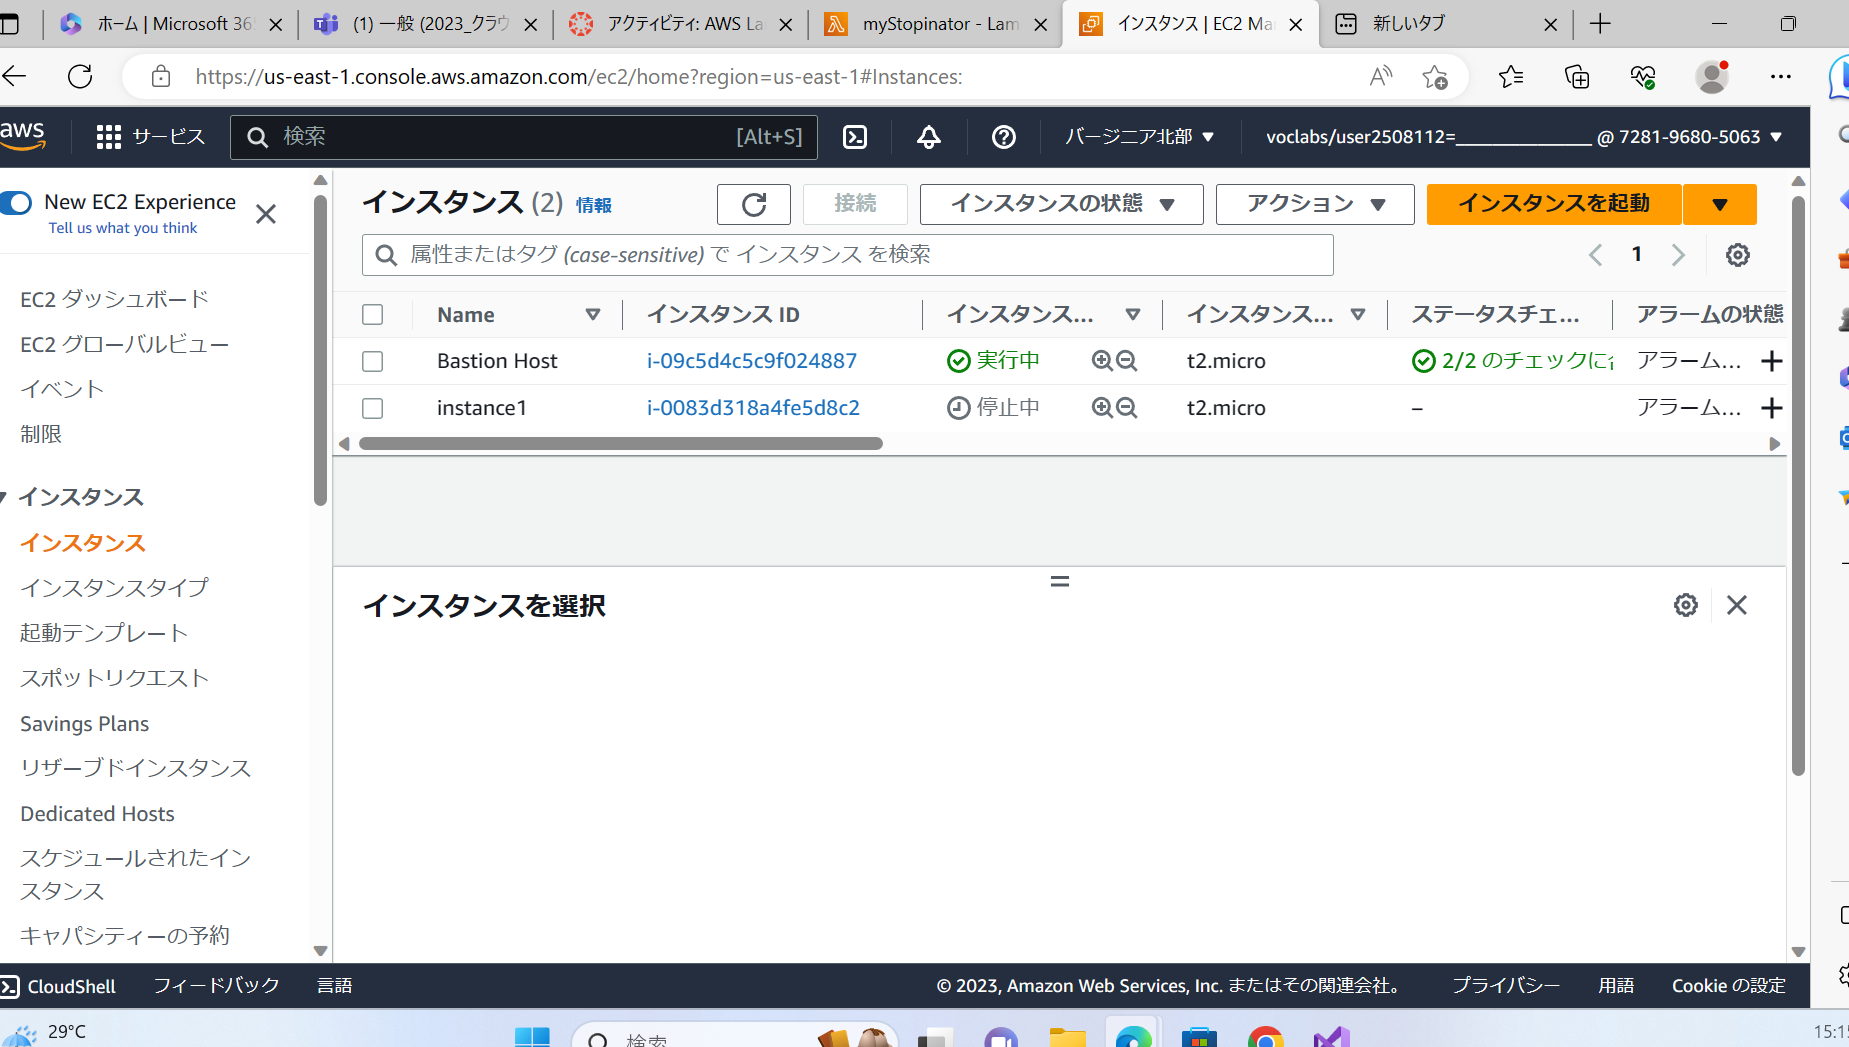 ホーム | Microsoft 36
(1) 一般 (2023_クラウ
アクティビティ: AWS La
myStopinator - Lam
インスタンス | EC2 Ma
新しいタブ
https://us-east-1.console.aws.amazon.com/ec2/home?region=us-east-1#Instances:
aws
サービス
検索
[Alt+S]
バージニア北部
voclabs/user2508112=_______________ @ 7281-9680-5063
New EC2 Experience
Tell us what you think
EC2 ダッシュボード
EC2 グローバルビュー
イベント
制限
インスタンス
インスタンス
インスタンスタイプ
起動テンプレート
スポットリクエスト
Savings Plans
リザーブドインスタンス
Dedicated Hosts
スケジュールされたイン
スタンス
キャパシティーの予約
インスタンス (2) 情報
接続
インスタンスの状態
アクション
インスタンスを起動
属性またはタグ (case-sensitive) で インスタンス を検索
1
Name インスタンス ID インスタンス... インスタンス... ステータスチェ... アラームの状態
Bastion Host i-09c5d4c5c9f024887 実行中 t2.micro 2/2 のチェックに アラーム... +
instance1 i-0083d318a4fe5d8c2 停止中 t2.micro – アラーム... +
インスタンスを選択
CloudShell フィードバック 言語
© 2023, Amazon Web Services, Inc. またはその関連会社。 プライバシー 用語 Cookie の設定
29°C
検索